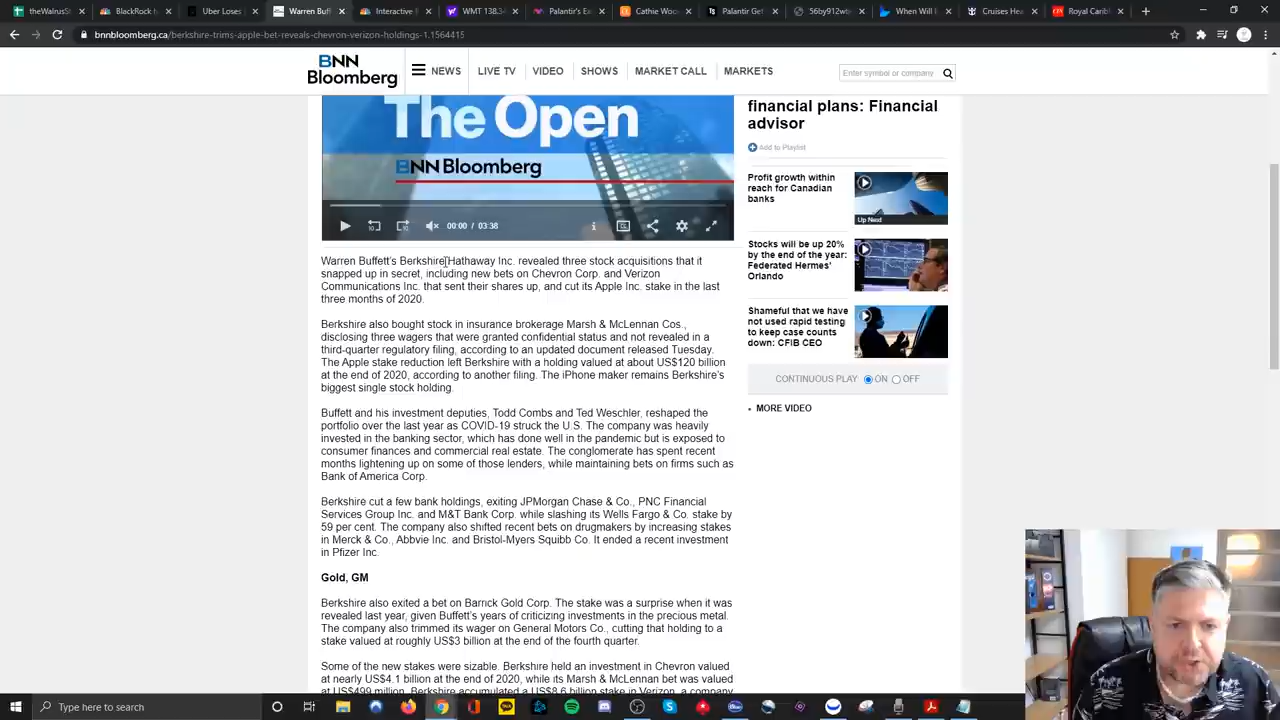 theWalrusSt
Android Aut
Uber Loses
Warren Buff
Interactive
WMT 138.34
BlackRock I
Palantir's Ex
Cathie Woo
Palantir Get
56by912wde
When Will I
Cruises Hea
Royal Caribb
bnnbloomberg.ca/berkshire-trims-apple-bet-reveals-chevron-verizon-holdings-1.1564415
BNN
Bloomberg
NEWS
LIVE TV
VIDEO
SHOWS
MARKET CALL
MARKETS
Enter symbol or company
The Open
BNN Bloomberg
00:00 / 03:38
Warren Buffett's Berkshire Hathaway Inc. revealed three stock acquisitions that it
snapped up in secret, including new bets on Chevron Corp. and Verizon
Communications Inc. that sent their shares up, and cut its Apple Inc. stake in the last
three months of 2020.
Berkshire also bought stock in insurance brokerage Marsh & McLennan Cos.,
disclosing three wagers that were granted confidential status and not revealed in a
third-quarter regulatory filing, according to an updated document released Tuesday.
The Apple stake reduction left Berkshire with a holding valued at about US$120 billion
at the end of 2020, according to another filing. The iPhone maker remains Berkshire's
biggest single stock holding.
Buffett and his investment deputies, Todd Combs and Ted Weschler, reshaped the
portfolio over the last year as COVID-19 struck the U.S. The company was heavily
invested in the banking sector, which has done well in the pandemic but is exposed to
consumer finances and commercial real estate. The conglomerate has spent recent
months lightening up on some of those lenders, while maintaining bets on firms such as
Bank of America Corp.
Berkshire cut a few bank holdings, exiting JPMorgan Chase & Co., PNC Financial
Services Group Inc. and M&T Bank Corp. while slashing its Wells Fargo & Co. stake by
59 per cent. The company also shifted recent bets on drugmakers by increasing stakes
in Merck & Co., Abbvie Inc. and Bristol-Myers Squibb Co. It ended a recent investment
in Pfizer Inc.
Gold, GM
Berkshire also exited a bet on Barrick Gold Corp. The stake was a surprise when it was
revealed last year, given Buffett's years of criticizing investments in the precious metal.
The company also trimmed its wager on General Motors Co., cutting that holding to a
stake valued at roughly US$3 billion at the end of the fourth quarter.
Some of the new stakes were sizable. Berkshire held an investment in Chevron valued
at nearly US$4.1 billion at the end of 2020, while its Marsh & McLennan bet was valued
at US$499 million. Berkshire accumulated a US$8.6 billion stake in Verizon, a company
financial plans: Financial
advisor
Add to Playlist
Profit growth within
reach for Canadian
banks
Up Next
Stocks will be up 20%
by the end of the year:
Federated Hermes'
Orlando
Shameful that we have
not used rapid testing
to keep case counts
down: CFIB CEO
CONTINUOUS PLAY: ON OFF
MORE VIDEO
Type here to search